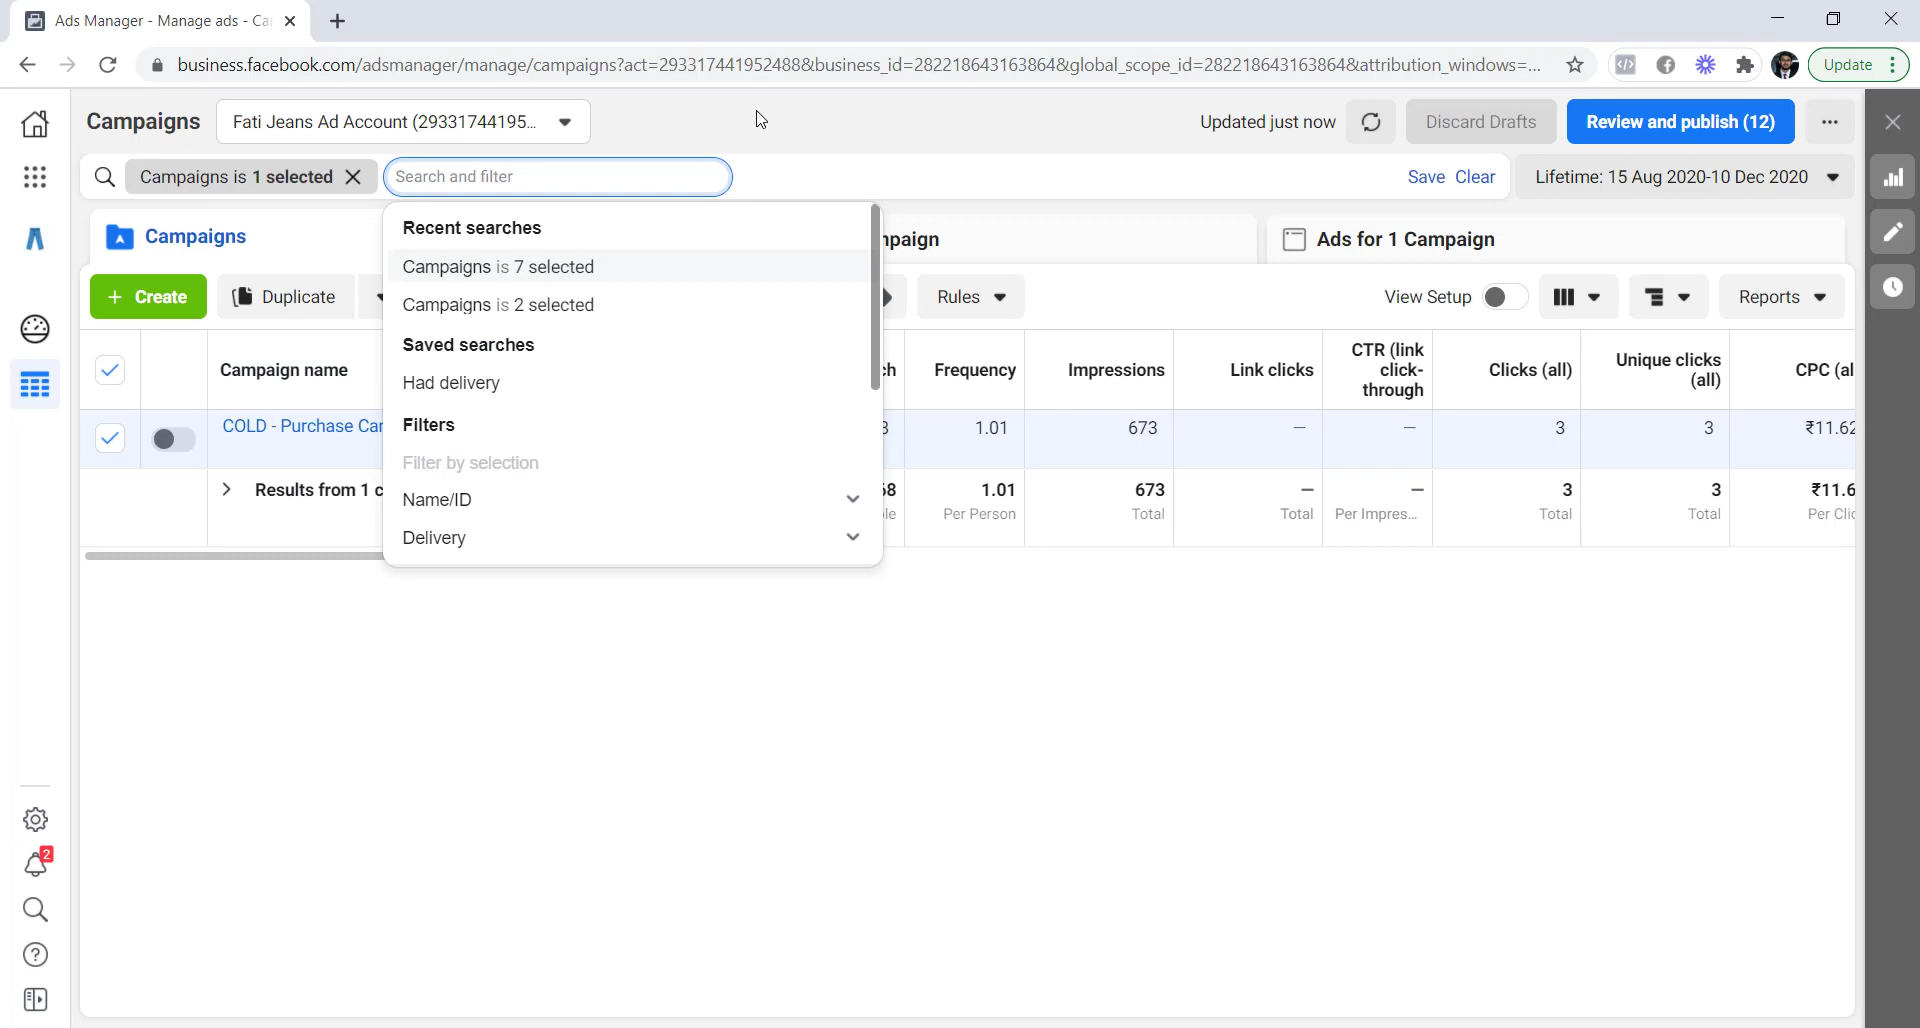 Ads Manager - Manage ads - Ca
business.facebook.com/adsmanager/manage/campaigns?act=293317441952488&business_id=282218643163864&global_scope_id=282218643163864&attribution_windows=...
Update
Campaigns
Fati Jeans Ad Account (29331744195...
Updated just now
Discard Drafts
Review and publish (12)
Campaigns is 1 selected
Search and filter
Save Clear
Lifetime: 15 Aug 2020-10 Dec 2020
Campaigns
Ads for 1 Campaign
Recent searches
Campaigns is 7 selected
Campaigns is 2 selected
Saved searches
Had delivery
Filters
Filter by selection
Name/ID
Delivery
+ Create
Duplicate
Rules
View Setup
Reports
Campaign name
Frequency
Impressions
Link clicks
CTR (link
click-
through
Clicks (all)
Unique clicks
(all)
CPC (al
COLD - Purchase Car
1.01
673
—
—
3
3
₹11.62
Results from 1 c
1.01
673
—
—
3
3
₹11.6
Per Person
Total
Total
Per Impres...
Total
Total
Per Clic
2